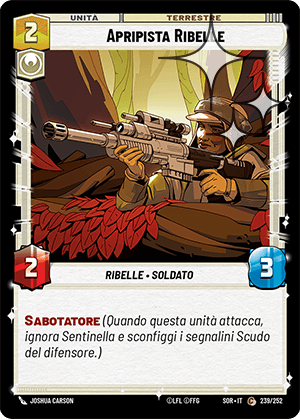 UNITÀ
TERRESTRE
2
APRIPISTA RIBELLE
2
RIBELLE • SOLDATO
3
SABOTATORE (Quando questa unità attacca,
ignora Sentinella e sconfiggi i segnalini Scudo
del difensore.)
JOSHUA CARSON
©LFL ©FFG
SOR • IT C 239/252